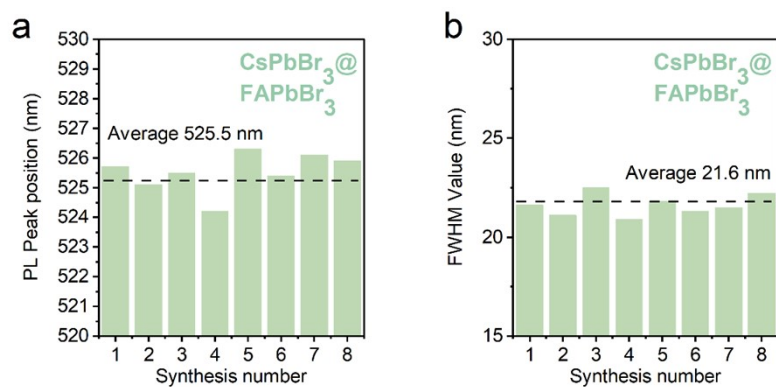 a
PL Peak position (nm)
530
529
528
527
526
525
524
523
522
521
520
CsPbBr3@
FAPbBr3
Average 525.5 nm
1 2 3 4 5 6 7 8
Synthesis number
b
FWHM Value (nm)
30
25
20
15
CsPbBr3@
FAPbBr3
Average 21.6 nm
1 2 3 4 5 6 7 8
Synthesis number